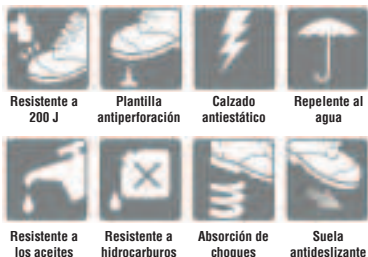 Resistente a
200 J
Plantilla
antiperforación
Calzado
antiestático
Repelente al
agua
Resistente a
los aceites
Resistente a
hidrocarburos
Absorción de
choques
Suela
antideslizante